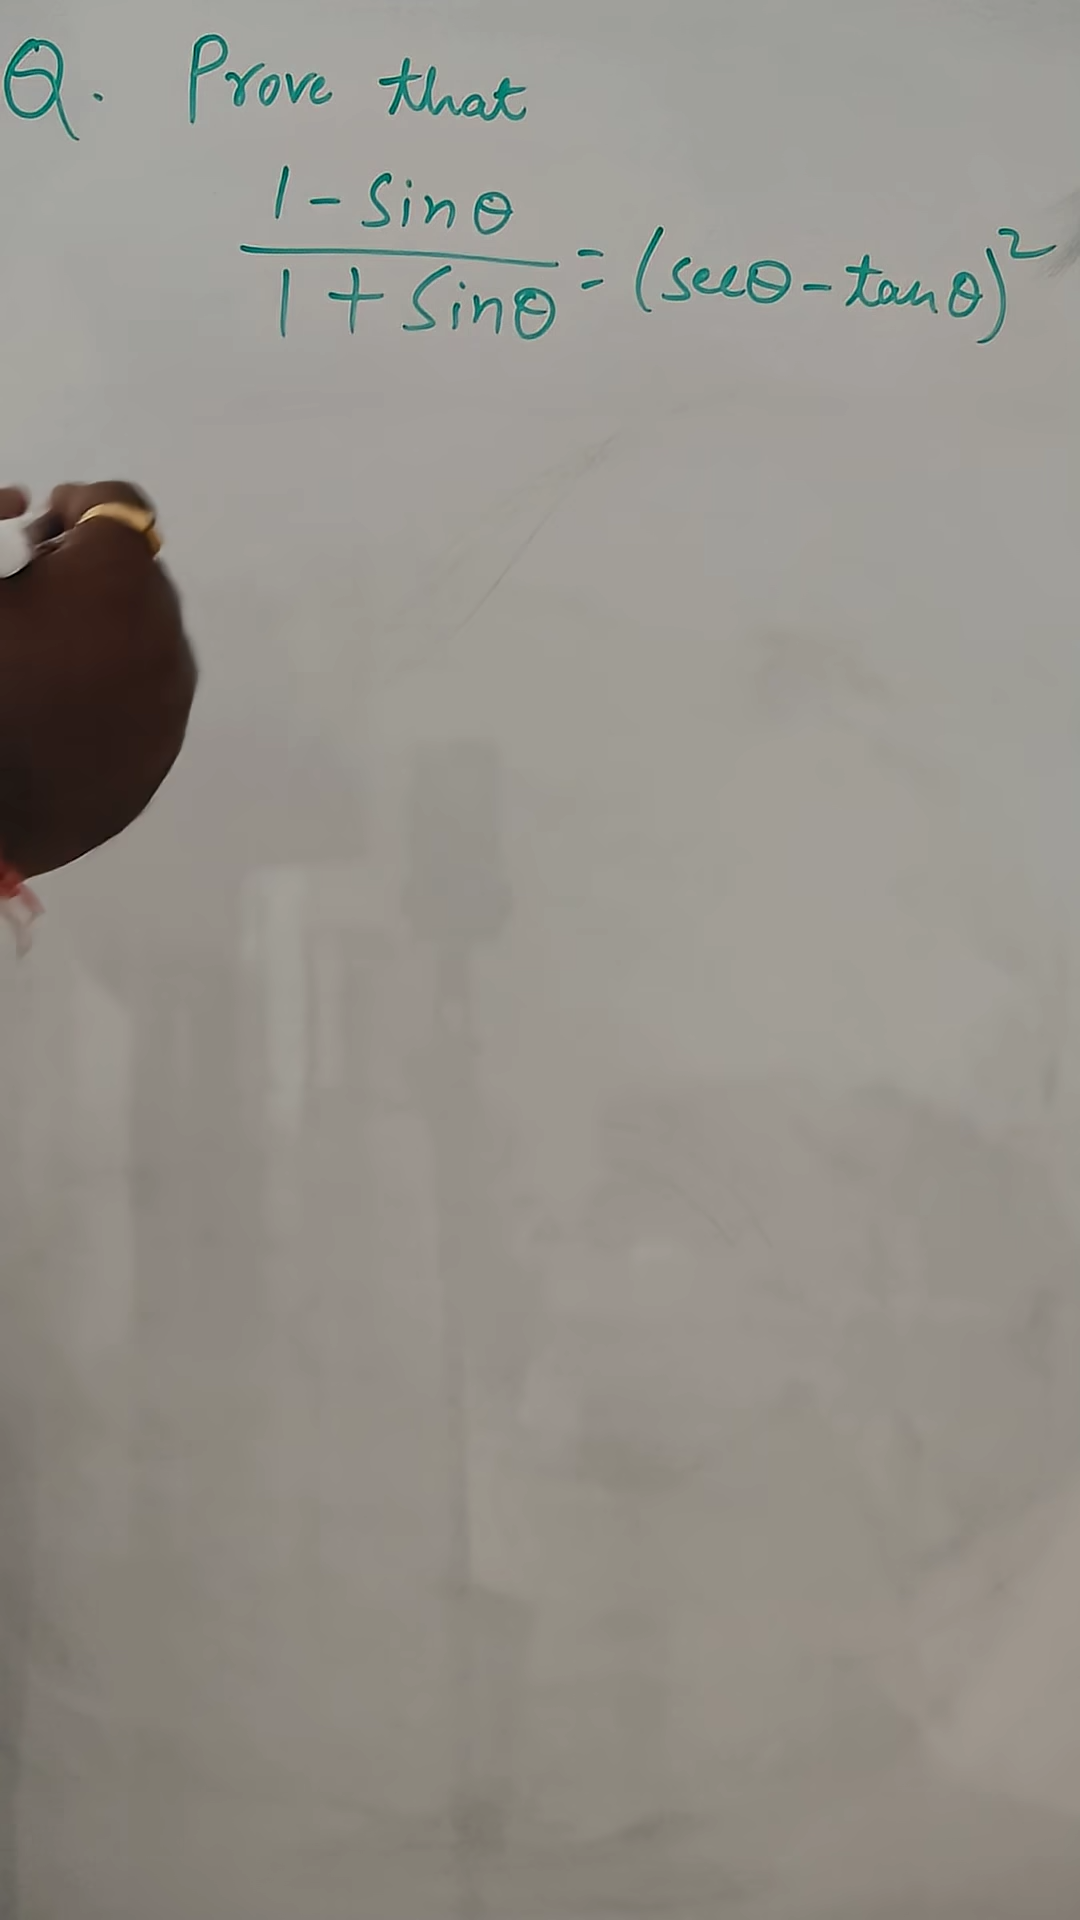 Q. Prove that
1 - Sinθ
1 + Sinθ = (secθ - tanθ)²